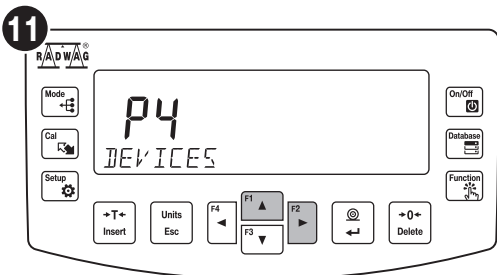 11
RADWAG®
Mode
Cal
Setup
P4
DEVICES
On/Off
Database
Function
→T←
Insert
Units
Esc
F4 ◄
F1 ▲
F3 ▼
F2 ►
→0←
Delete